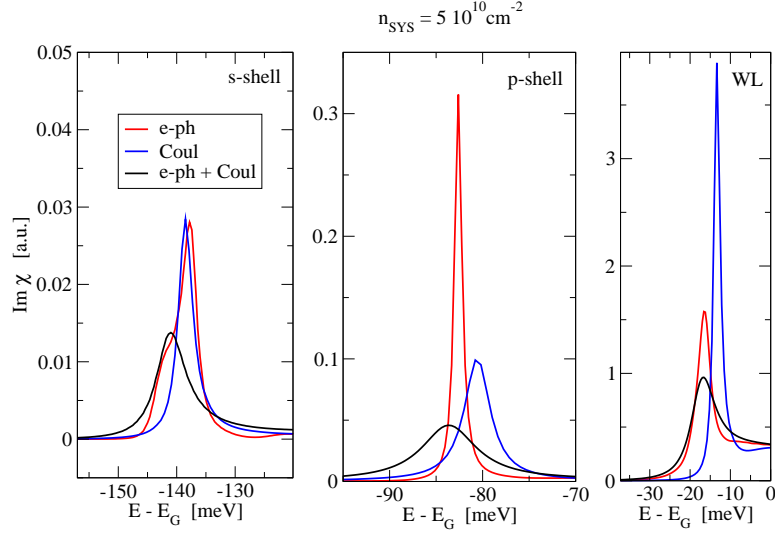 n_SYS = 5 10^10 cm^-2
s-shell
p-shell
WL
e-ph
Coul
e-ph + Coul
Im χ [a.u.]
0.05
0.04
0.03
0.02
0.01
0
0.3
0.2
0.1
0
3
2
1
0
-150 -140 -130
-90 -80 -70
-30 -20 -10 0
E - E_G [meV]
E - E_G [meV]
E - E_G [meV]